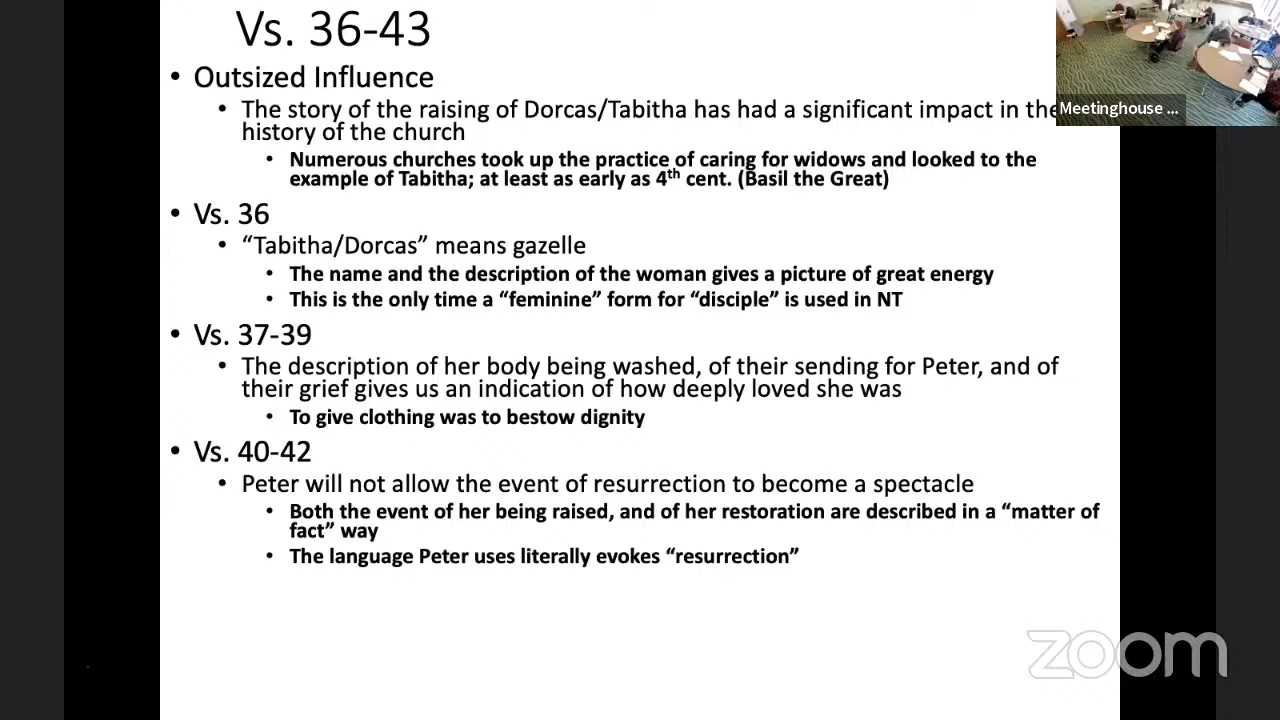 Vs. 36-43
• Outsized Influence
• The story of the raising of Dorcas/Tabitha has had a significant impact in the
history of the church
• Numerous churches took up the practice of caring for widows and looked to the
example of Tabitha; at least as early as 4th cent. (Basil the Great)
• Vs. 36
• “Tabitha/Dorcas” means gazelle
• The name and the description of the woman gives a picture of great energy
• This is the only time a “feminine” form for “disciple” is used in NT
• Vs. 37-39
• The description of her body being washed, of their sending for Peter, and of
their grief gives us an indication of how deeply loved she was
• To give clothing was to bestow dignity
• Vs. 40-42
• Peter will not allow the event of resurrection to become a spectacle
• Both the event of her being raised, and of her restoration are described in a “matter of
fact” way
• The language Peter uses literally evokes “resurrection”
Meetinghouse ...
zoom